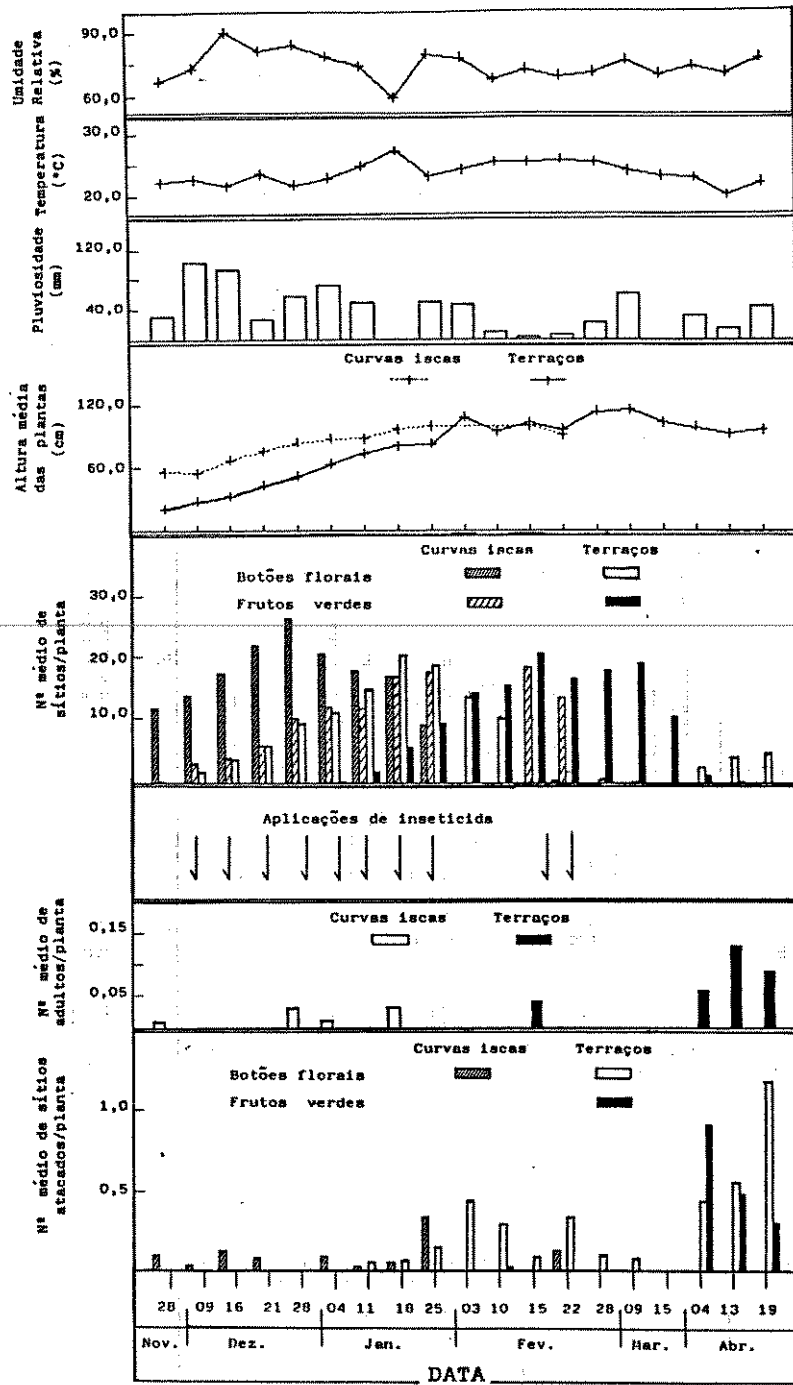 Umidade
Relativa
(%)
90,0
60,0
Temperatura
(°C)
30,0
20,0
Pluviosidade
(mm)
120,0
40,0
Curvas iscas Terraços
Altura média
das plantas
(cm)
120,0
60,0
Curvas iscas Terraços
Botões florais
Frutos verdes
Nº médio de
sítios/planta
30,0
20,0
10,0
Aplicações de inseticida
Curvas iscas Terraços
Nº médio de
adultos/planta
0,15
0,05
Curvas iscas Terraços
Botões florais
Frutos verdes
Nº médio de sítios
atacados/planta
1,0
0,5
28 09 16 21 28 04 11 18 25 03 10 15 22 28 09 15 04 13 19
Nov. Dez. Jan. Fev. Mar. Abr.
DATA